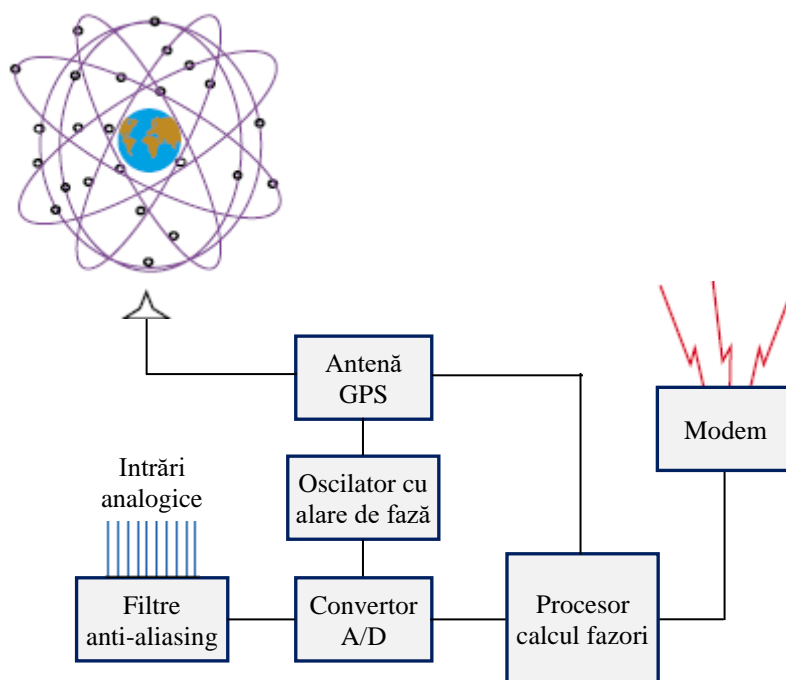 Antenă
GPS
Modem
Intrări
analogice
Oscilator cu
alare de fază
Filtre
anti-aliasing
Convertor
A/D
Procesor
calcul fazori